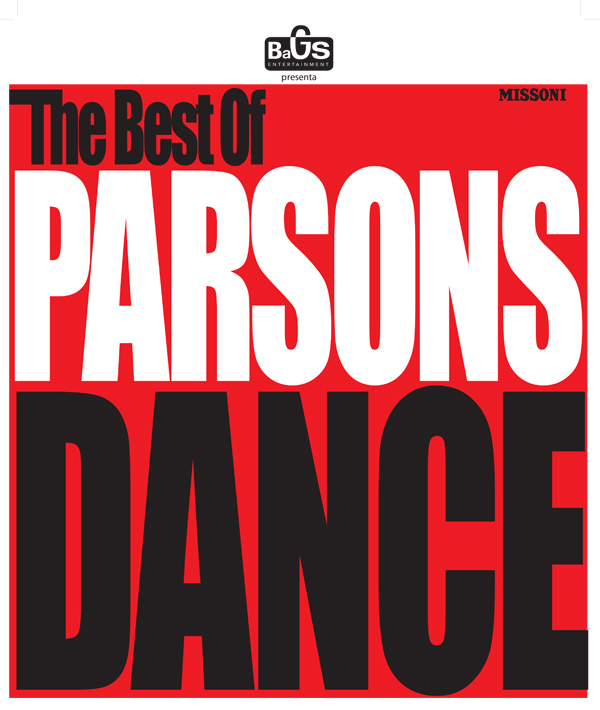 BaGS
ENTERTAINMENT
presenta
MISSONI
The Best Of
PARSONS
DANCE